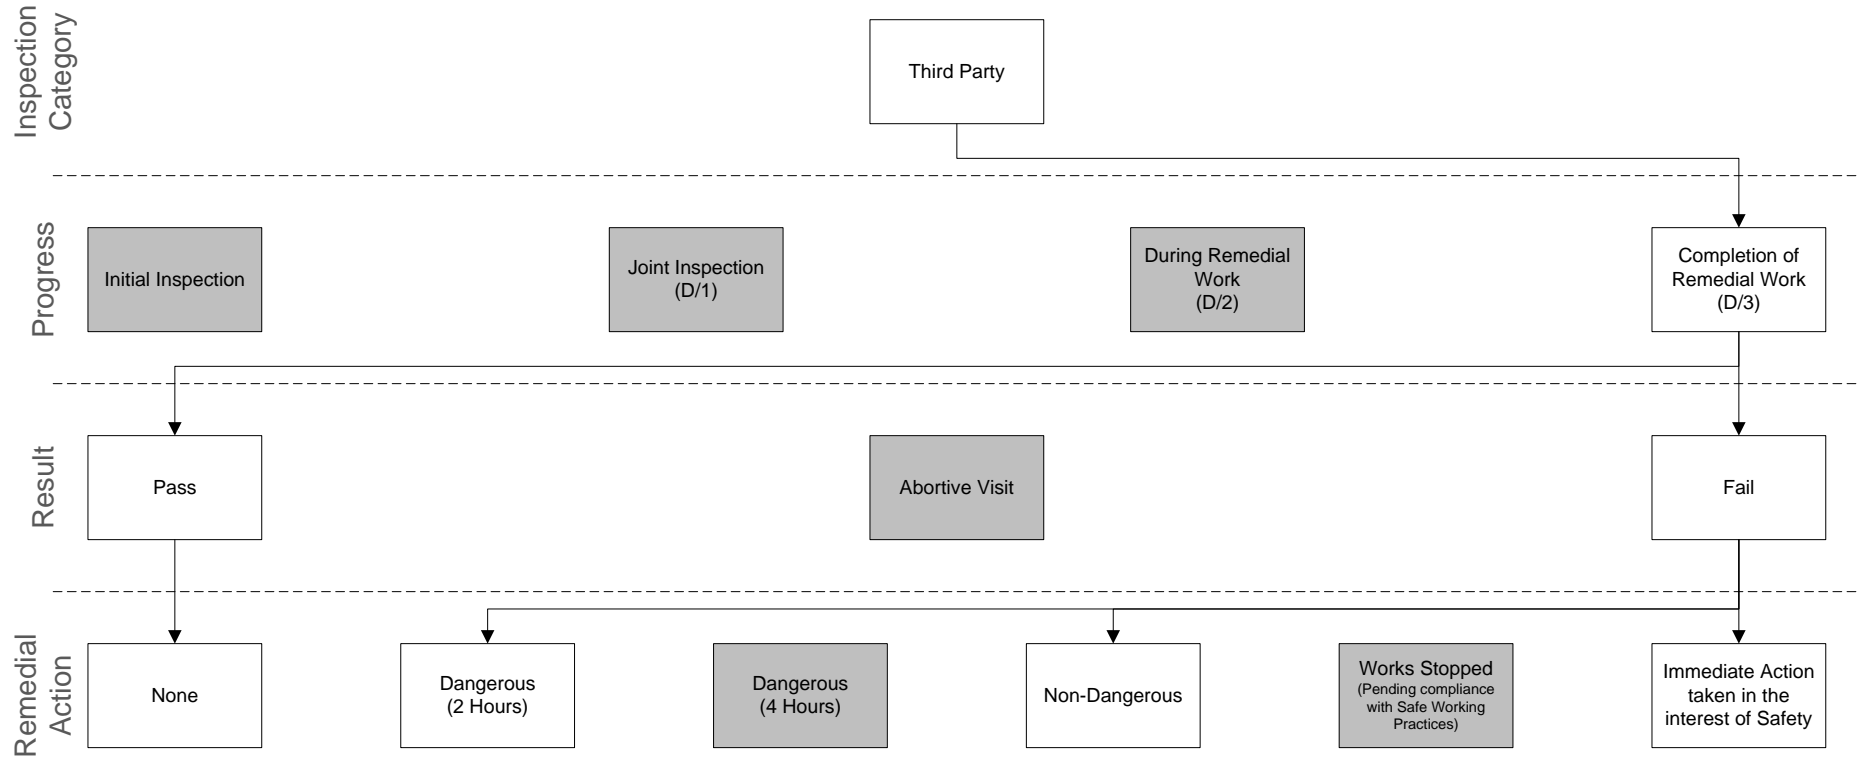 Inspection
Category
Third Party
Progress
Initial Inspection
Joint Inspection
(D/1)
During Remedial
Work
(D/2)
Completion of
Remedial Work
(D/3)
Result
Pass
Abortive Visit
Fail
Remedial
Action
None
Dangerous
(2 Hours)
Dangerous
(4 Hours)
Non-Dangerous
Works Stopped
(Pending compliance
with Safe Working
Practices)
Immediate Action
taken in the
interest of Safety